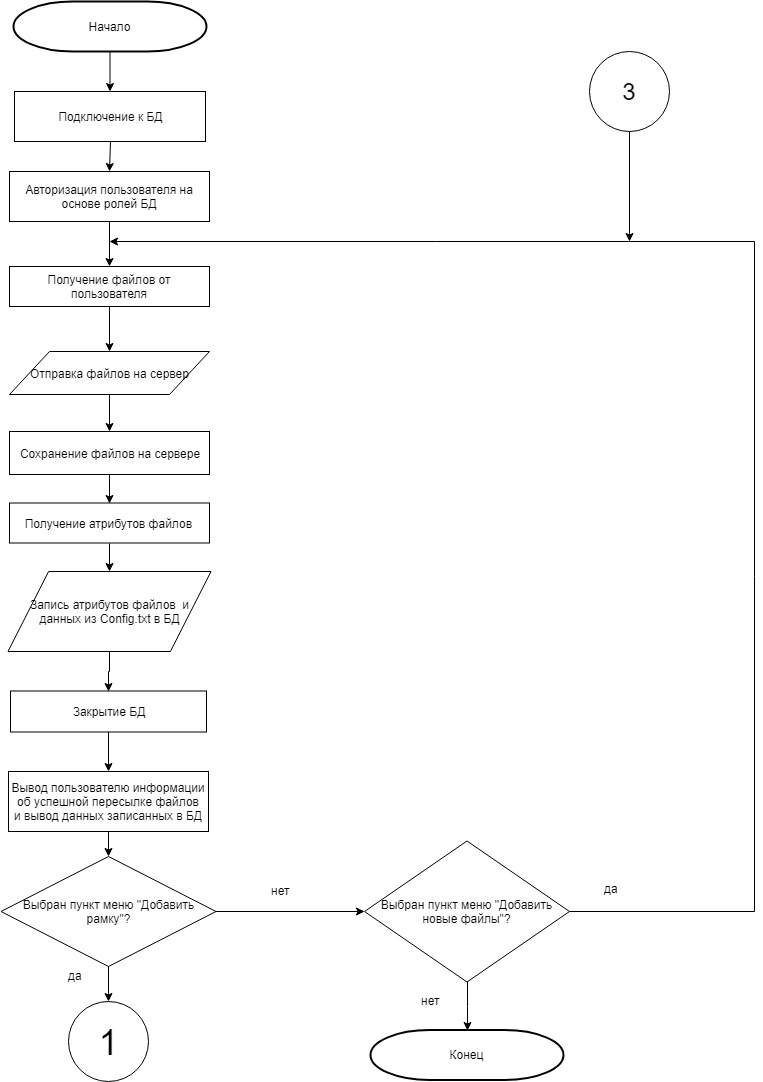 Начало
3
Подключение к БД
Авторизация пользователя на
основе ролей БД
Получение файлов от
пользователя
Отправка файлов на сервер
Сохранение файлов на сервере
Получение атрибутов файлов
Запись атрибутов файлов и
данных из Config.txt в БД
Закрытие БД
Вывод пользователю информации
об успешной пересылке файлов
и вывод данных записанных в БД
Выбран пункт меню "Добавить
рамку"?
нет
Выбран пункт меню "Добавить
новые файлы"?
да
да
1
нет
Конец